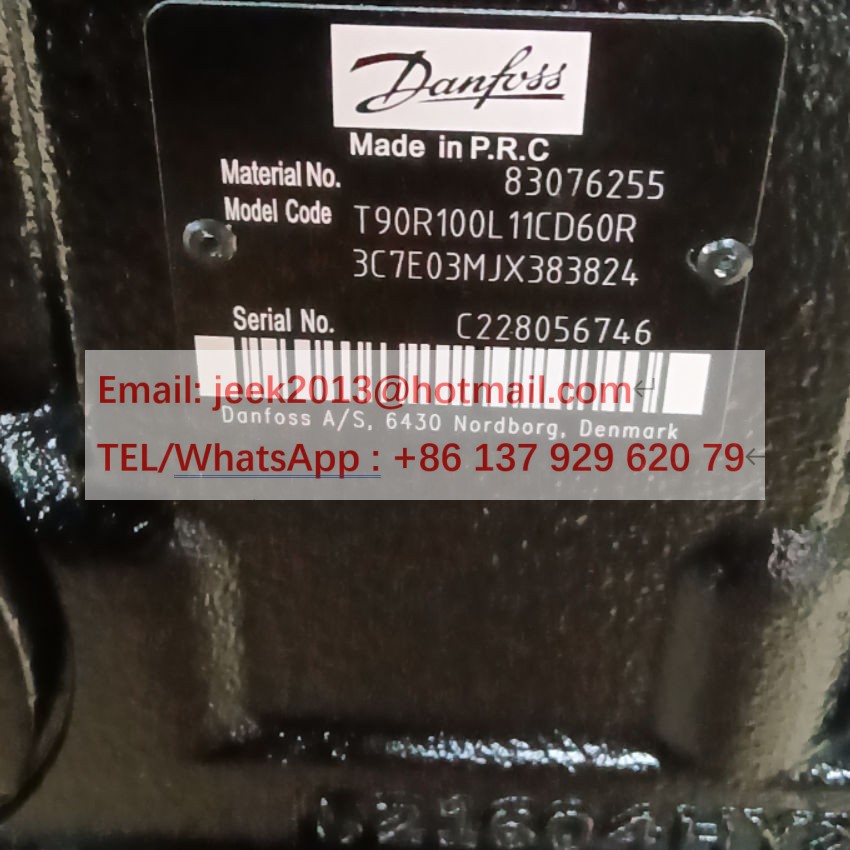 Danfoss
Made in P.R.C
Material No. 83076255
Model Code T90R100L11CD60R
3C7E03MJX383824
Serial No. C228056746
Email: jeek2013@hotmail.com
Danfoss A/S, 6430 Nordborg, Denmark
TEL/WhatsApp : +86 137 929 620 79